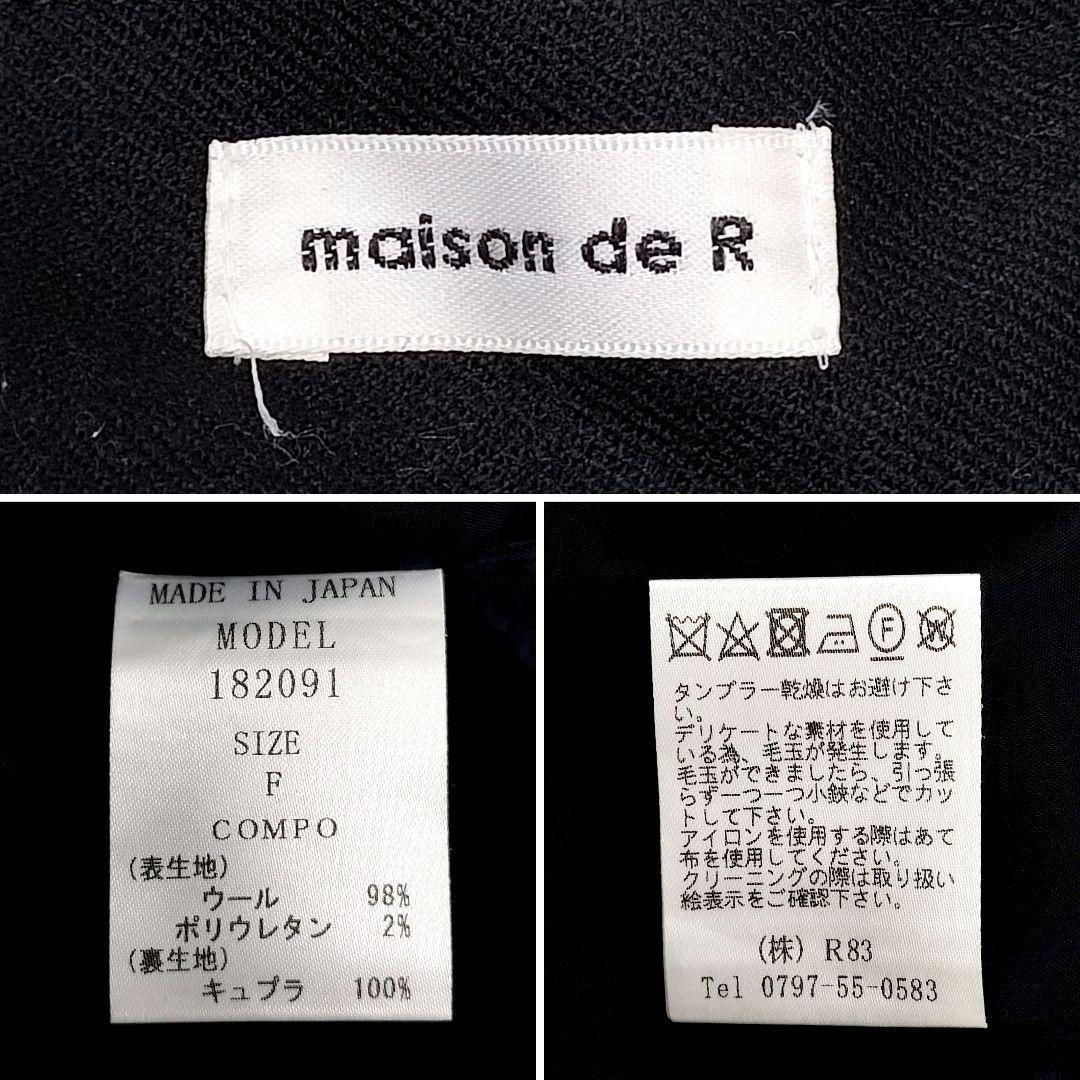 maison de R
MADE IN JAPAN
MODEL
182091
SIZE
F
COMPO
(表生地)
ウール 98%
ポリウレタン 2%
(裏生地)
キュプラ 100%
F
W
タンブラー乾燥はお避け下さ
い。
デリケートな素材を使用して
いる為、毛玉が発生します。
毛玉ができましたら、引っ張
らず一つ一つ小鋏などでカッ
トして下さい。
アイロンを使用する際はあて
布を使用してください。
クリーニングの際は取り扱い
絵表示をご確認下さい。
(株) R83
Tel 0797-55-0583